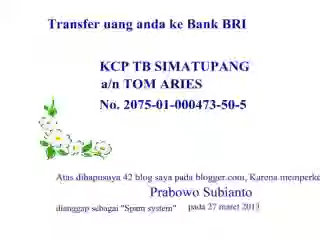 Transfer uang anda ke Bank BRI
KCP TB SIMATUPANG
a/n TOM ARIES
No. 2075-01-000473-50-5
Atas dihapusnya 42 blog saya pada blogger.com, Karena memperke
Prabowo Subianto
dianggap sebagai "Spam system" pada 27 maret 2013